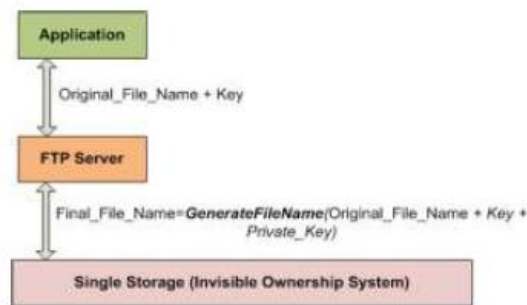 Application
Original_File_Name + Key
FTP Server
Final_File_Name=GenerateFileName(Original_File_Name + Key +
Private_Key)
Single Storage (Invisible Ownership System)